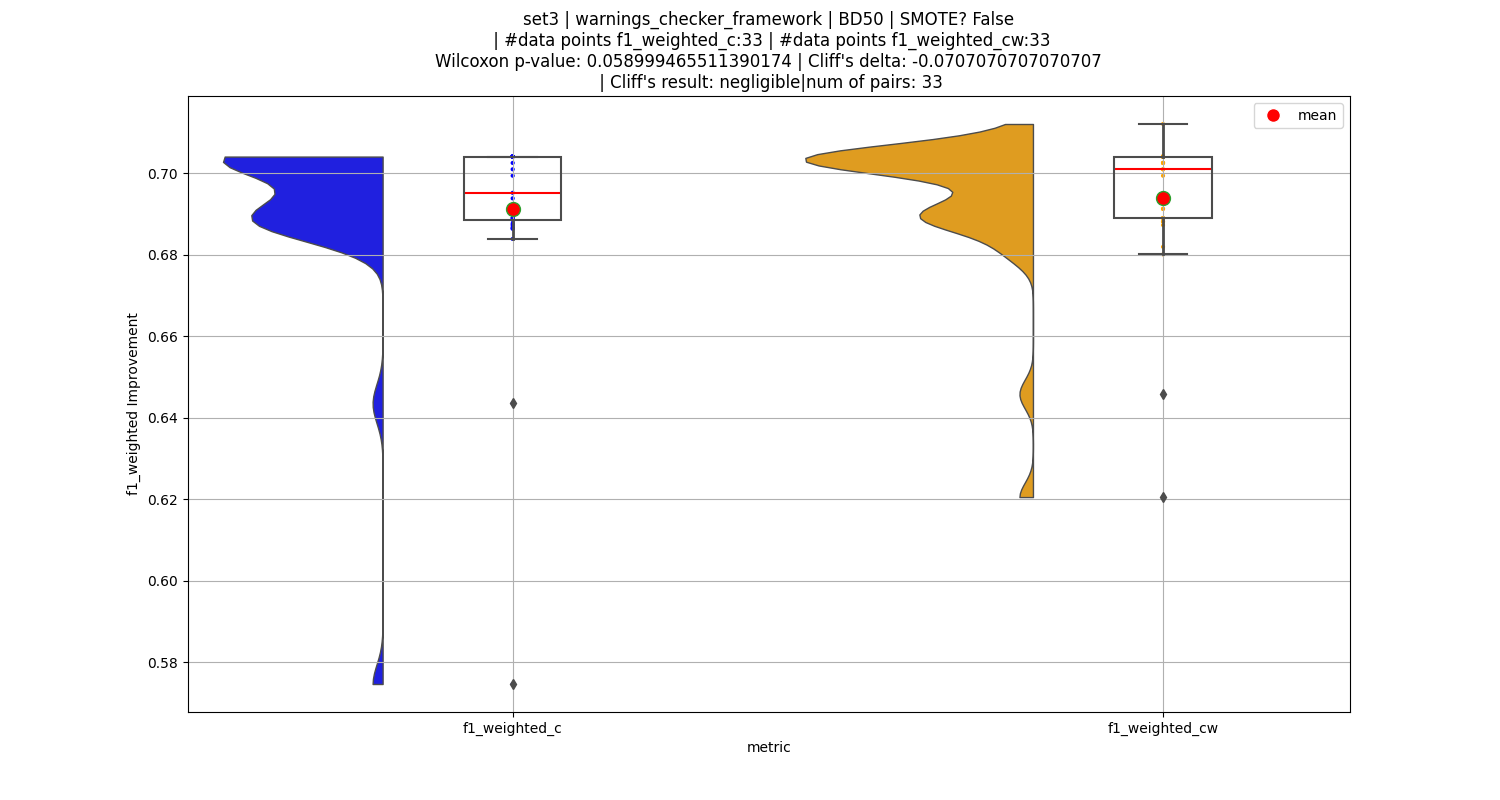 set3 | warnings_checker_framework | BD50 | SMOTE? False
| #data points f1_weighted_c:33 | #data points f1_weighted_cw:33
Wilcoxon p-value: 0.058999465511390174 | Cliff's delta: -0.0707070707070707
| Cliff's result: negligible|num of pairs: 33
mean
0.70
0.68
0.66
0.64
0.62
0.60
0.58
f1_weighted Improvement
f1_weighted_c
f1_weighted_cw
metric